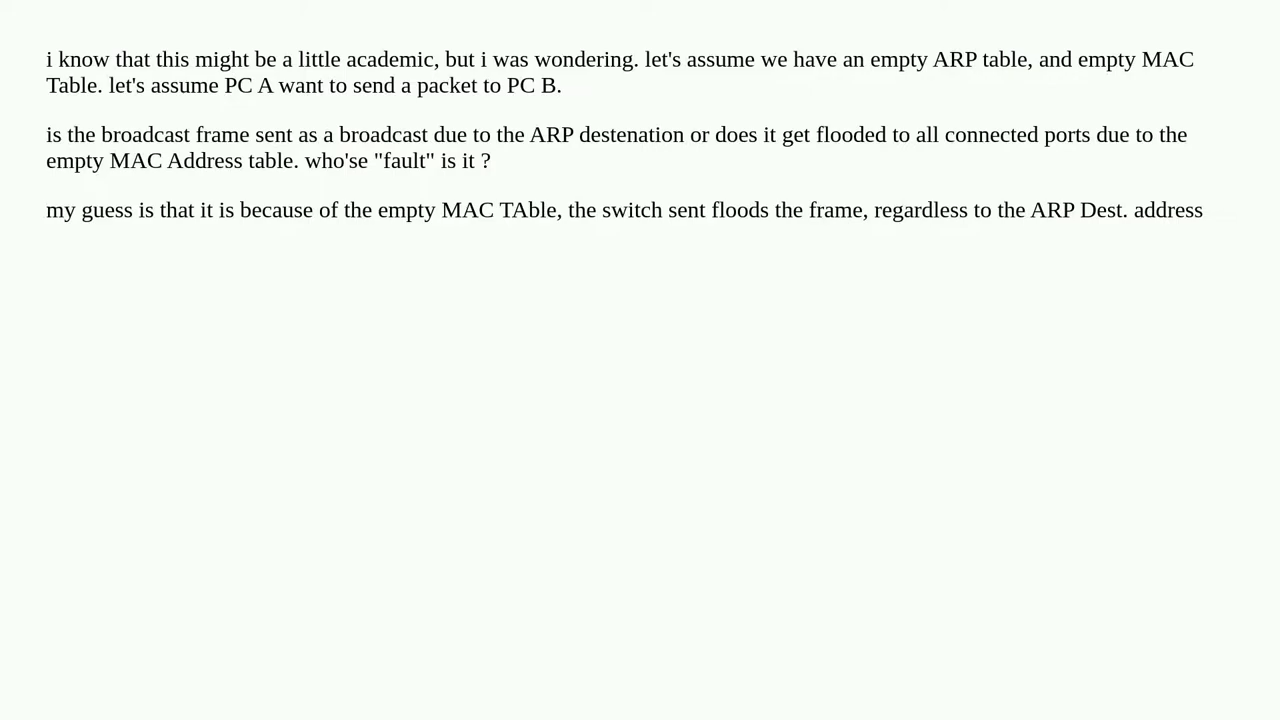 i know that this might be a little academic, but i was wondering. let's assume we have an empty ARP table, and empty MAC
Table. let's assume PC A want to send a packet to PC B.
is the broadcast frame sent as a broadcast due to the ARP destenation or does it get flooded to all connected ports due to the
empty MAC Address table. who'se "fault" is it ?
my guess is that it is because of the empty MAC TAble, the switch sent floods the frame, regardless to the ARP Dest. address